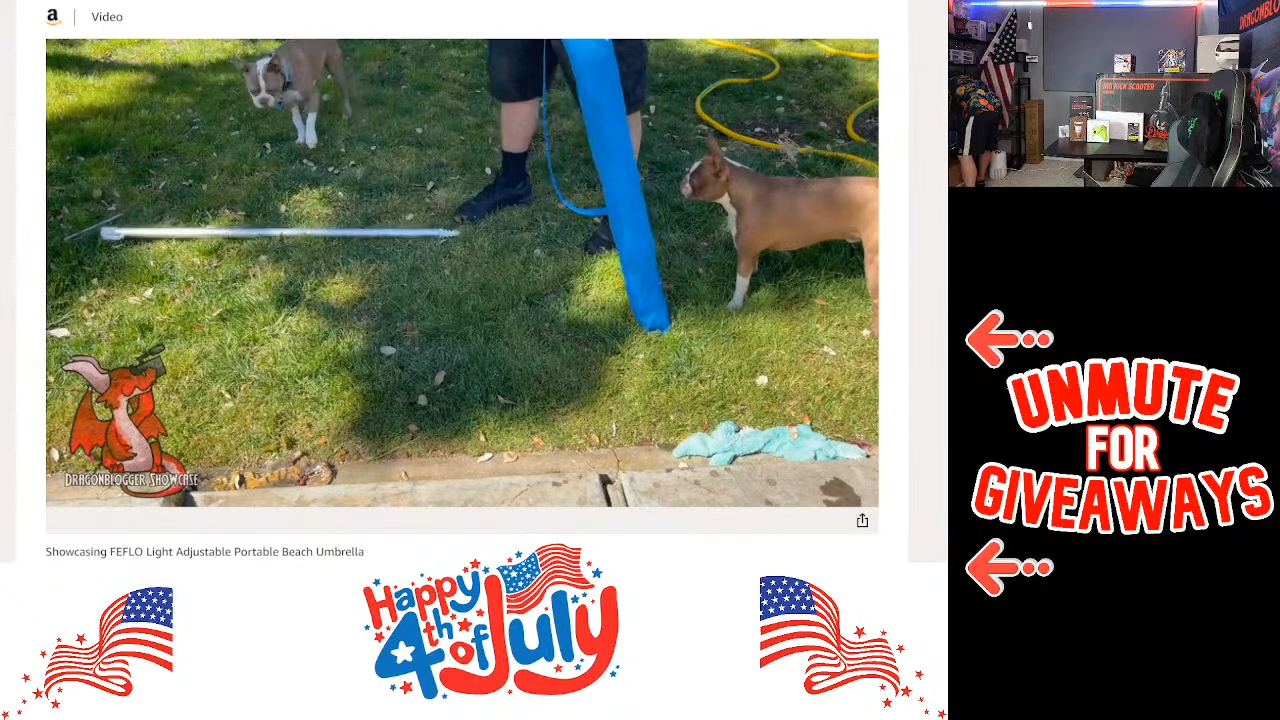 a
Video
DRAGONBLOGGER SHOWCASE
Showcasing FEFLO Light Adjustable Portable Beach Umbrella
Happy
4th of July
UNMUTE
FOR
GIVEAWAYS